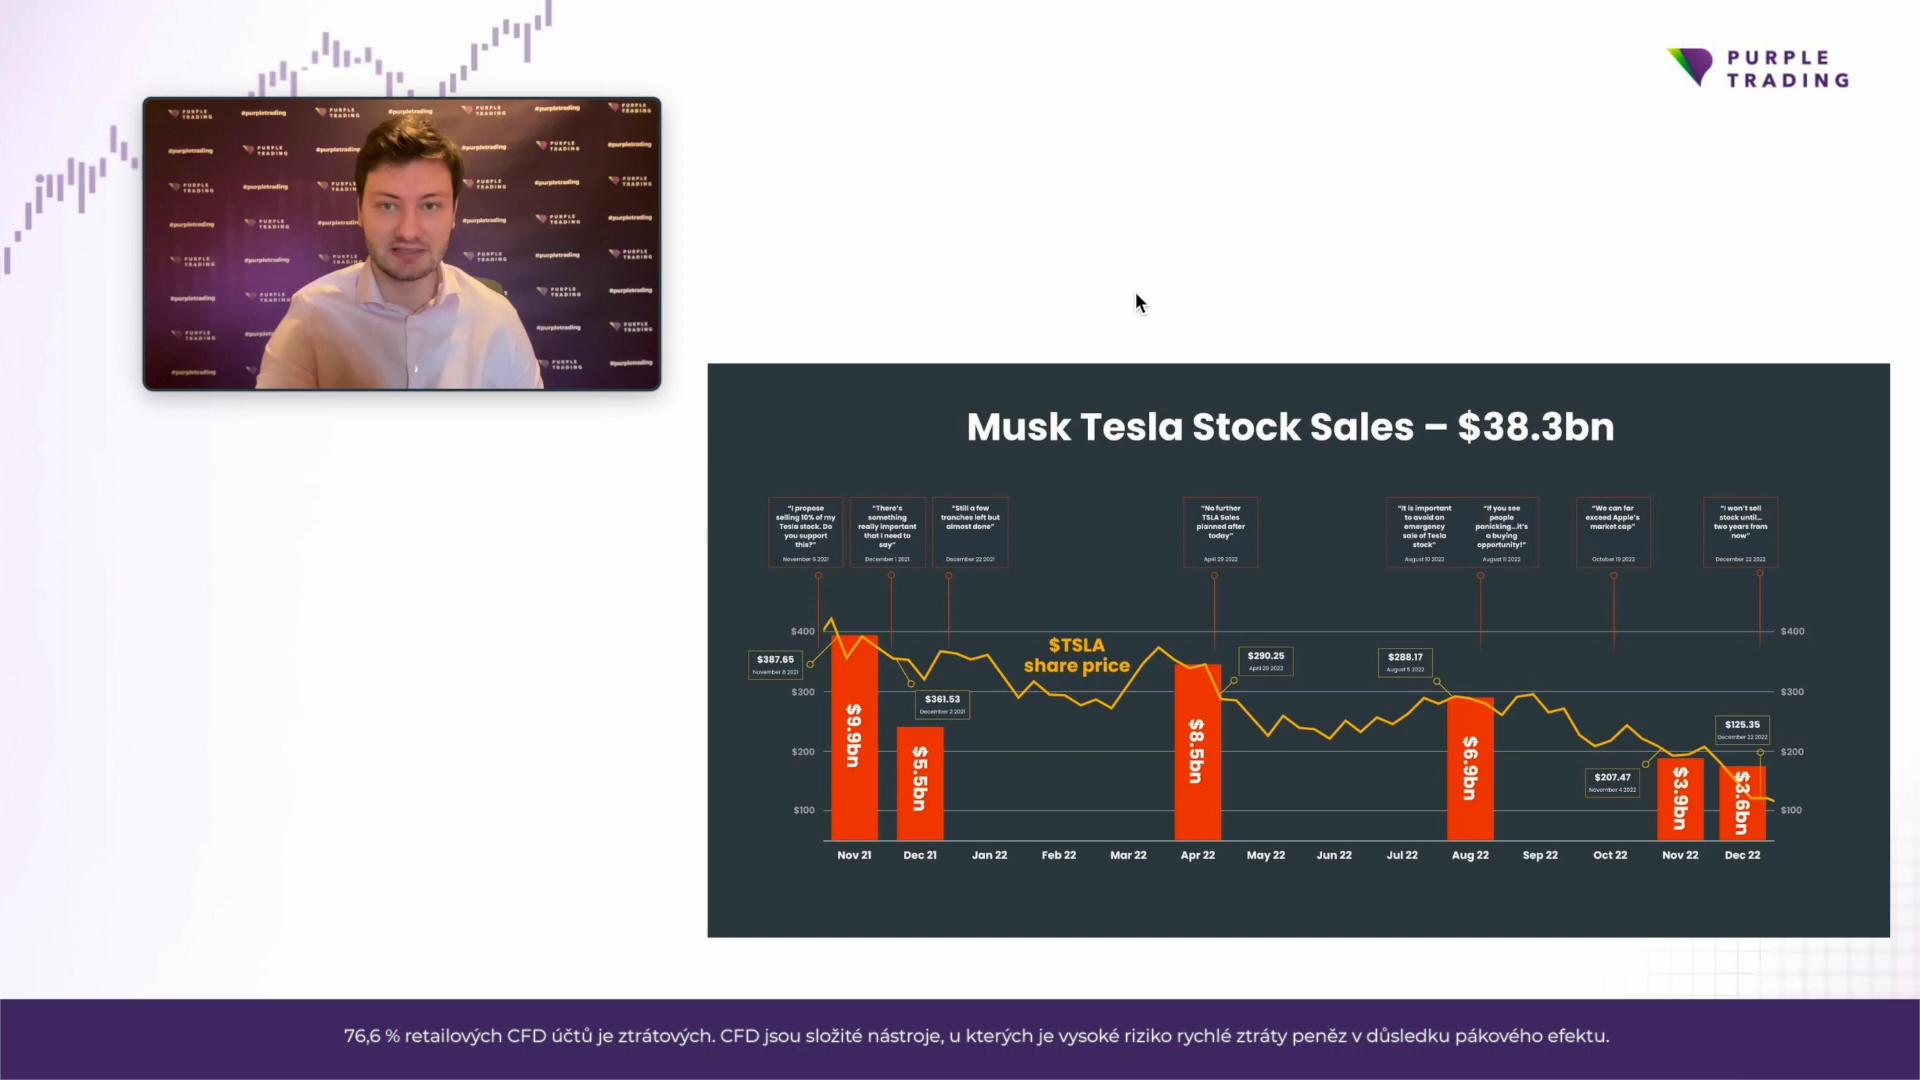 PURPLE
TRADING
#purpletrading
Musk Tesla Stock Sales – $38.3bn
"I propose
selling 10% of my
Tesla stock. Do
you support
this?"
November 6 2021
"There's
something
really important
that I need to
say"
December 1 2021
"Still a few
tranches left but
almost done"
December 22 2021
"No further
TSLA Sales
planned after
today"
April 29 2022
"It is important
to avoid an
emergency
sale of Tesla
stock"
August 10 2022
"If you see
people
panicking...it's
a buying
opportunity!"
August 11 2022
"We can far
exceed Apple's
market cap"
October 19 2022
"I won't sell
stock until...
two years from
now"
December 22 2022
$400
$300
$200
$100
$TSLA
share price
$387.65
November 8 2021
$361.53
December 2 2021
$290.25
April 29 2022
$288.17
August 5 2022
$207.47
November 4 2022
$125.35
December 22 2022
$9.9bn
$5.5bn
$8.5bn
$6.9bn
$3.9bn
$3.6bn
$400
$300
$200
$100
Nov 21 Dec 21 Jan 22 Feb 22 Mar 22 Apr 22 May 22 Jun 22 Jul 22 Aug 22 Sep 22 Oct 22 Nov 22 Dec 22
76,6 % retailových CFD účtů je ztrátových. CFD jsou složité nástroje, u kterých je vysoké riziko rychlé ztráty peněz v důsledku pákového efektu.